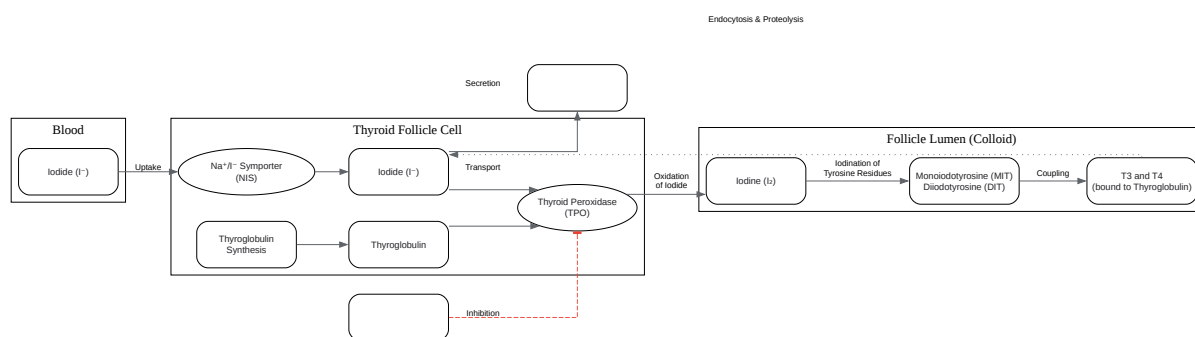 Endocytosis & Proteolysis
Secretion
Blood
Iodide (I⁻)
Uptake
Thyroid Follicle Cell
Na⁺/I⁻ Symporter
(NIS)
Iodide (I⁻)
Transport
Thyroid Peroxidase
(TPO)
Thyroglobulin
Synthesis
Thyroglobulin
Inhibition
Oxidation
of Iodide
Follicle Lumen (Colloid)
Iodine (I₂)
Iodination of
Tyrosine Residues
Monoiodotyrosine (MIT)
Diiodotyrosine (DIT)
Coupling
T3 and T4
(bound to Thyroglobulin)